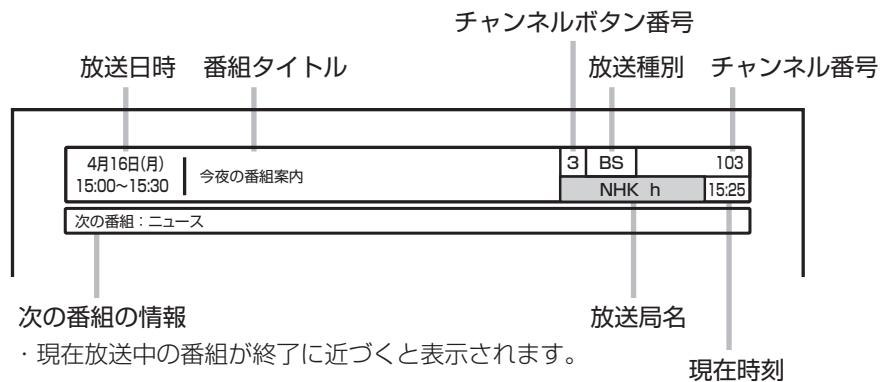 チャンネルボタン番号
放送日時 番組タイトル 放送種別 チャンネル番号
4月16日(月)
15:00~15:30
今夜の番組案内
3 BS 103
NHK h 15:25
次の番組：ニュース
次の番組の情報
・現在放送中の番組が終了に近づくと表示されます。
放送局名
現在時刻